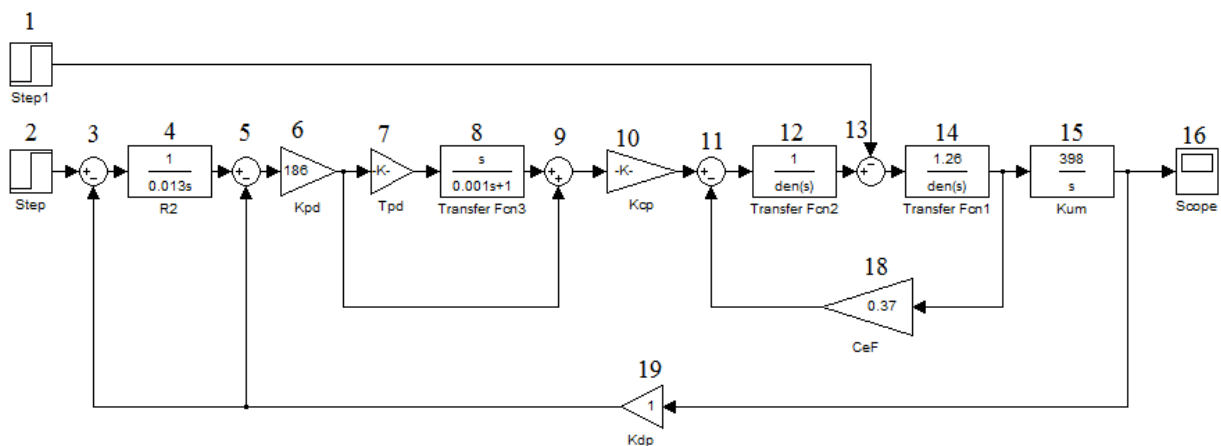 1
Step1
2
3
4
5
6
7
8
9
10
11
12
13
14
15
16
+
-
1
0.013s
+
-
186
-K-
s
0.001s+1
+
+
-K-
+
-
1
den(s)
+
-
1.26
den(s)
398
s
Step
R2
Kpd
Tpd
Transfer Fcn3
Kcp
Transfer Fcn2
Transfer Fcn1
Kum
Scope
18
0.37
CeF
19
1
Kdp